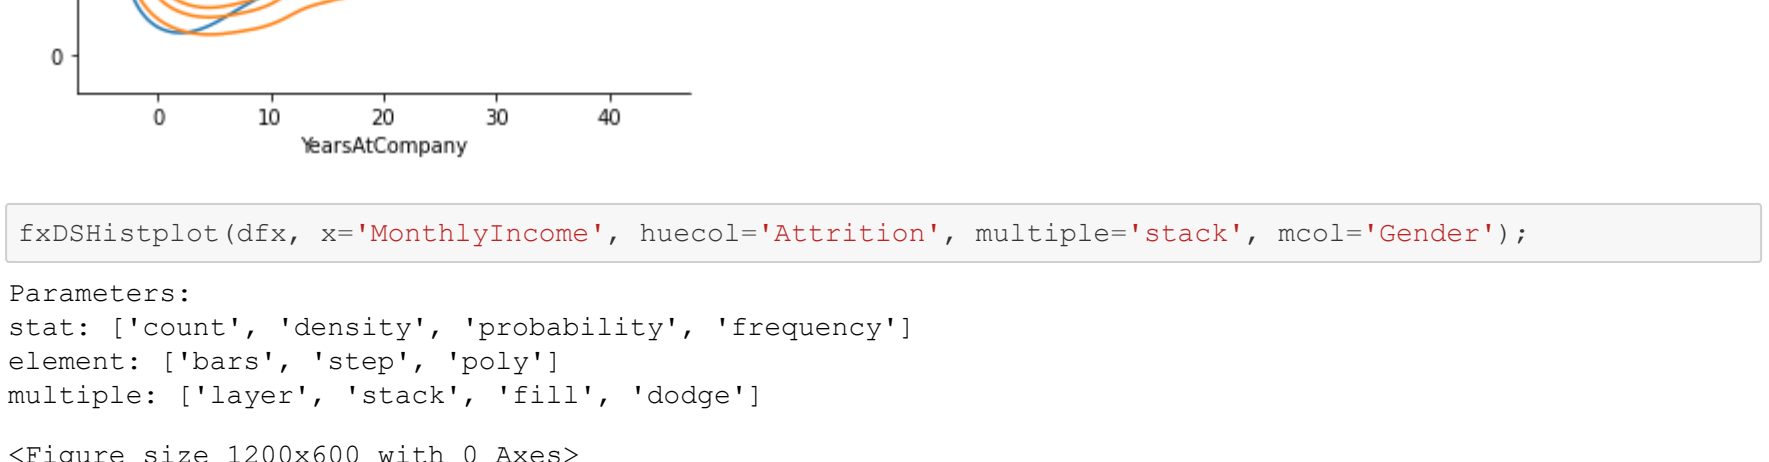 0
0 10 20 30 40
YearsAtCompany
fxDSHistplot(dfx, x='MonthlyIncome', huecol='Attrition', multiple='stack', mcol='Gender');
Parameters:
stat: ['count', 'density', 'probability', 'frequency']
element: ['bars', 'step', 'poly']
multiple: ['layer', 'stack', 'fill', 'dodge']
<Figure size 1200x600 with 0 Axes>